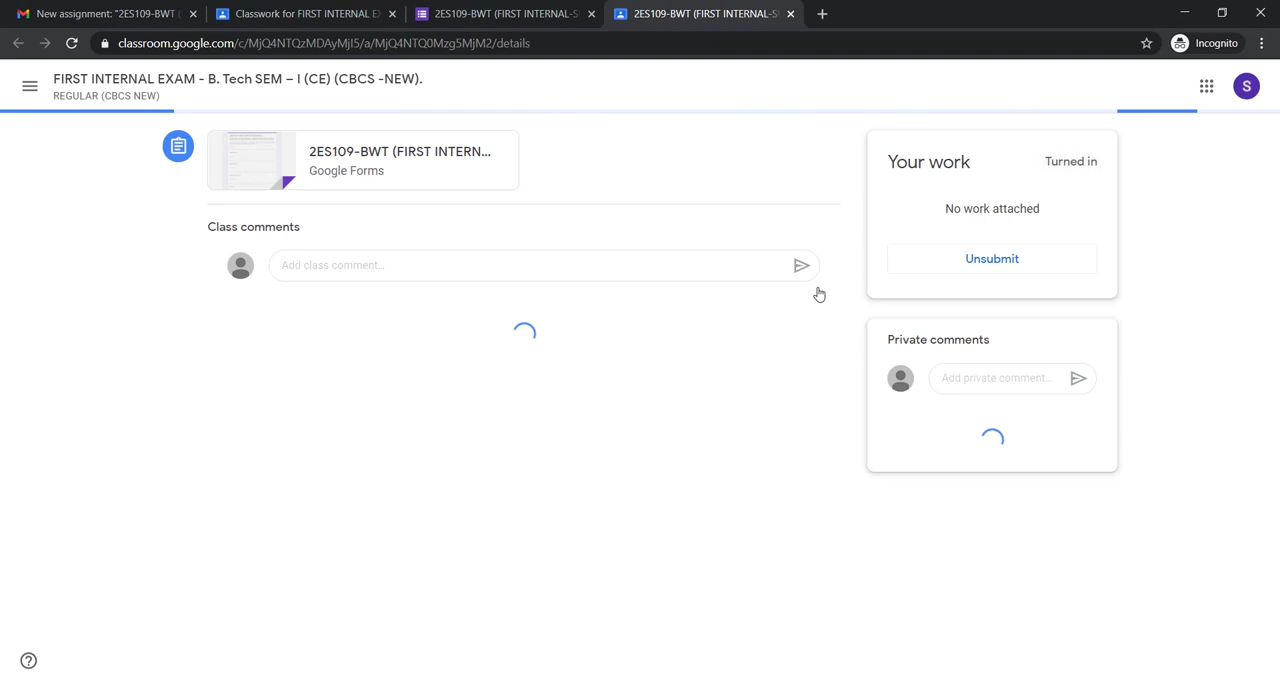 New assignment: "2ES109-BWT (
Classwork for FIRST INTERNAL EX
2ES109-BWT (FIRST INTERNAL-S
2ES109-BWT (FIRST INTERNAL-S
classroom.google.com/c/MjQ4NTQzMDAyMjI5/a/MjQ4NTQ0Mzg5MjM2/details
Incognito
FIRST INTERNAL EXAM - B. Tech SEM – I (CE) (CBCS -NEW).
REGULAR (CBCS NEW)
S
2ES109-BWT (FIRST INTERN...
Google Forms
Your work
Turned in
No work attached
Unsubmit
Class comments
Add class comment...
Private comments
Add private comment...